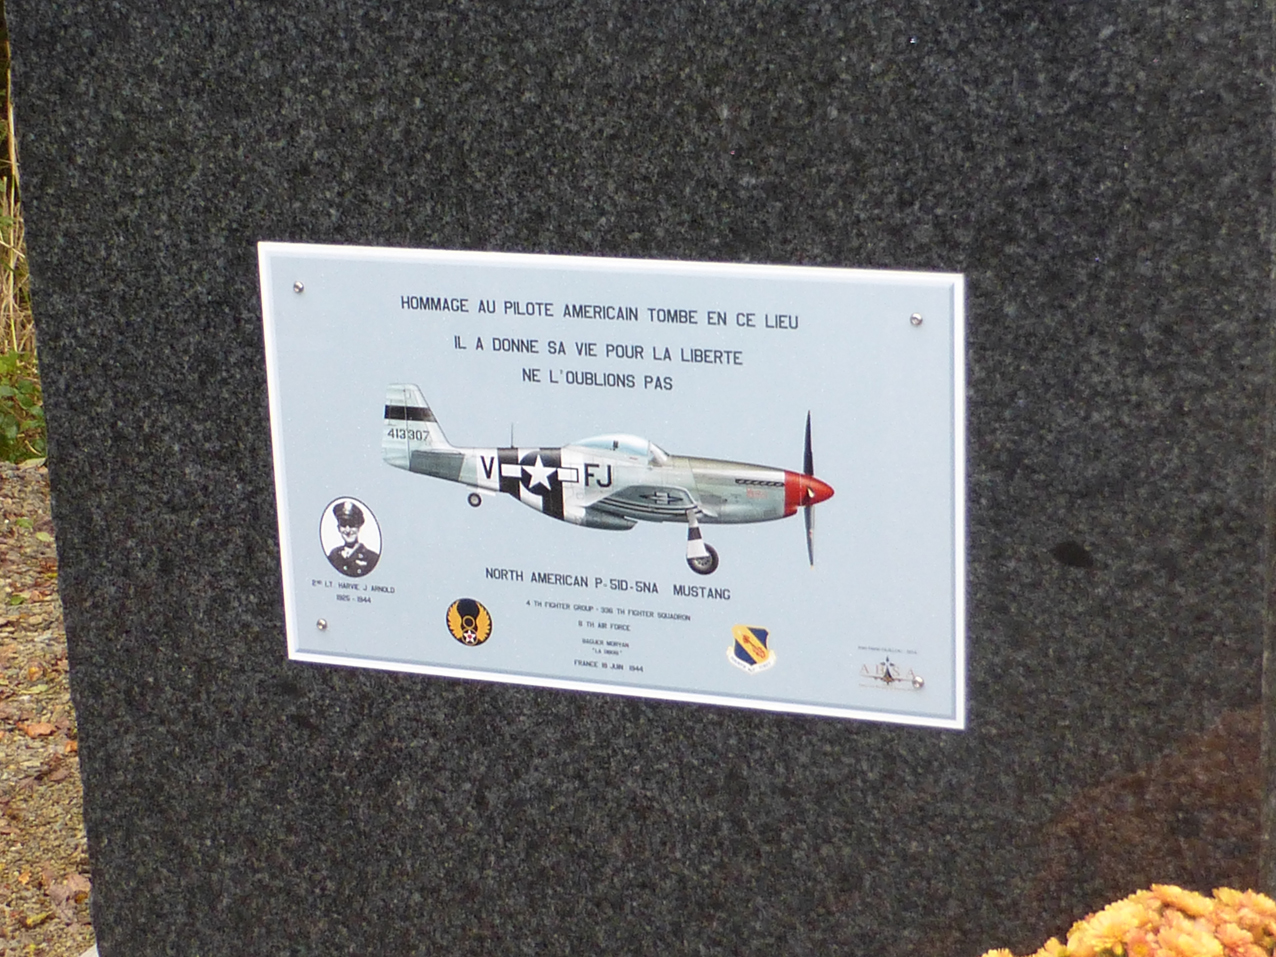 HOMMAGE AU PILOTE AMERICAIN TOMBE EN CE LIEU
IL A DONNE SA VIE POUR LA LIBERTE
NE L'OUBLIONS PAS
413307
V
FJ
2ND LT. HARVIE J. ARNOLD
1925 - 1944
NORTH AMERICAN P-51D-5NA MUSTANG
4 TH FIGHTER GROUP - 336 TH FIGHTER SQUADRON
8 TH AIR FORCE
BAGUER MORVAN
FRANCE 18 JUIN 1944